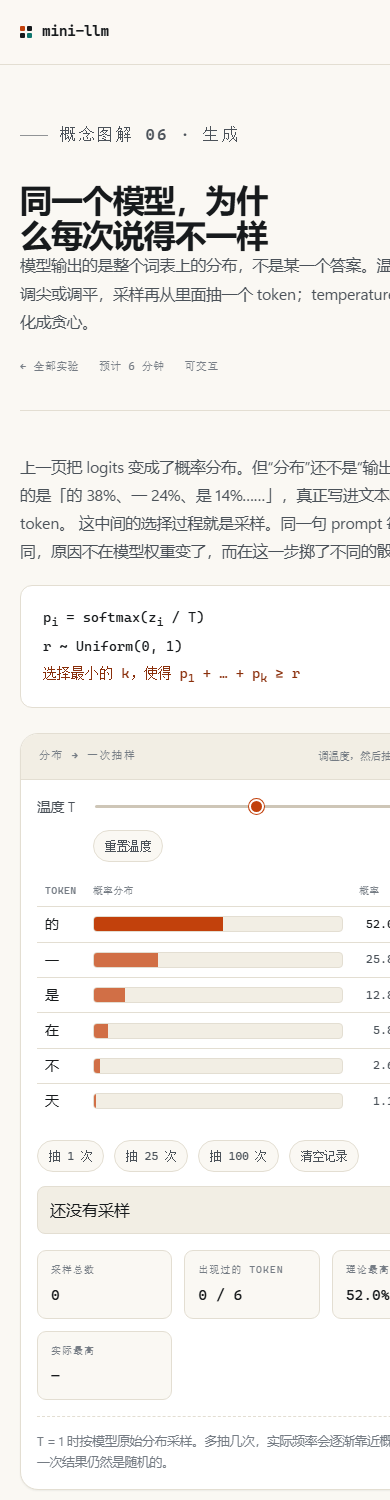 mini-llm
概念图解 06 · 生成
同一个模型，为什
么每次说得不一样
模型输出的是整个词表上的分布，不是某一个答案。温
调尖或调平，采样再从里面抽一个 token；temperature
化成贪心。
← 全部实验 预计 6 分钟 可交互
上一页把 logits 变成了概率分布。但“分布”还不是“输出
的是「的 38%、一 24%、是 14%……」，真正写进文本
token。 这中间的选择过程就是采样。同一句 prompt
同，原因不在模型权重变了，而在这一步掷了不同的骰
pi = softmax(zi / T)
r ~ Uniform(0, 1)
选择最小的 k，使得 p1 + … + pk ≥ r
分布 → 一次抽样 调温度，然后抽
温度 T
重置温度
TOKEN 概率分布 概率
的 52.0
一 25.8
是 12.8
在 5.8
不 2.6
天 1.1
抽 1 次 抽 25 次 抽 100 次 清空记录
还没有采样
采样总数 出现过的 TOKEN 理论最高
0 0 / 6 52.0%
实际最高
—
T = 1 时按模型原始分布采样。多抽几次，实际频率会逐渐靠近概
一次结果仍然是随机的。